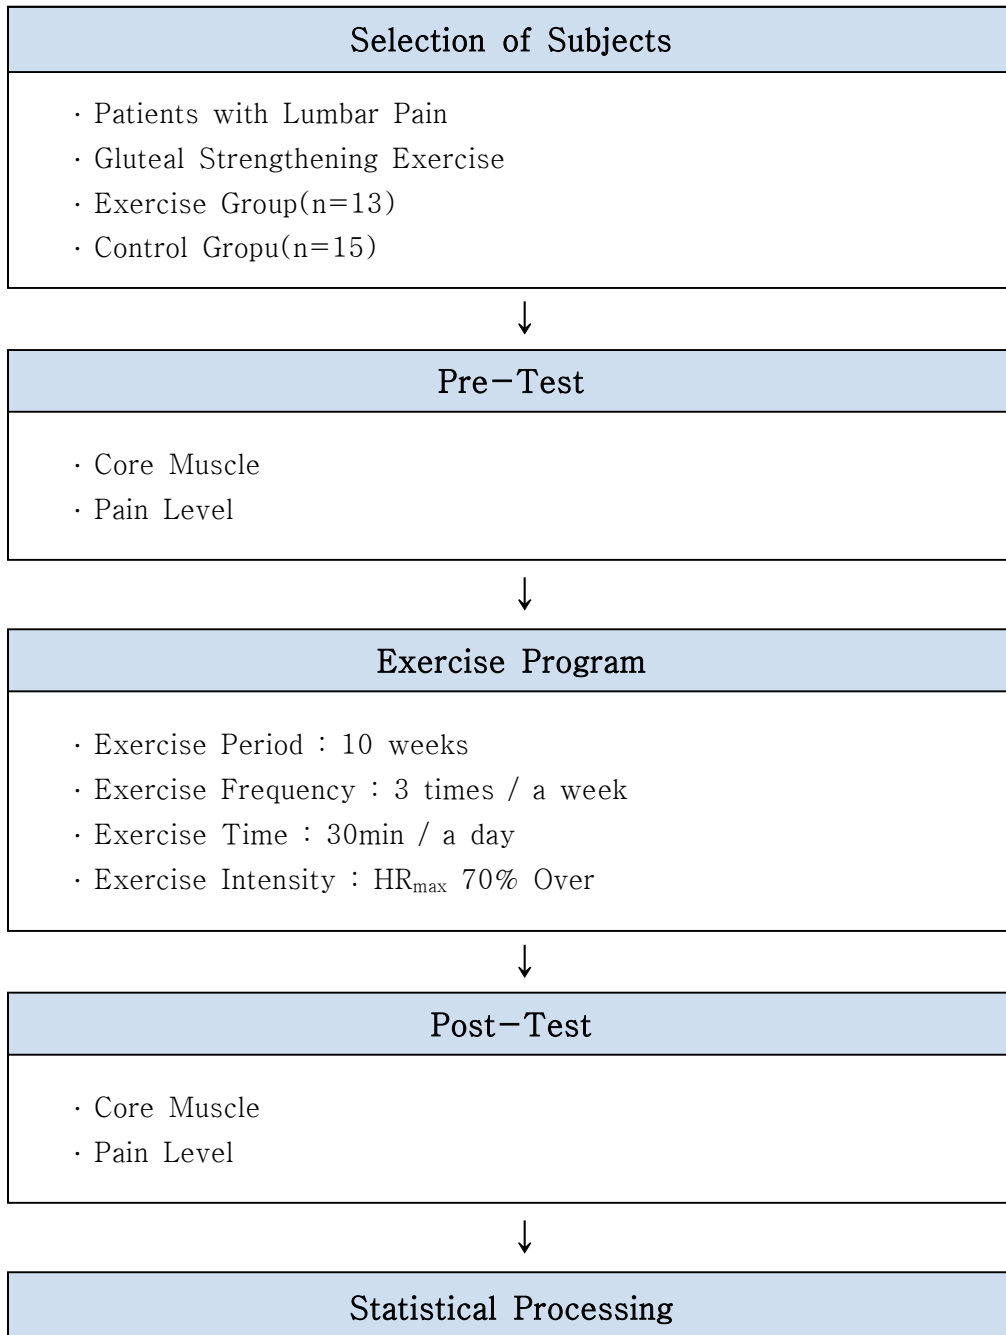 Selection of Subjects
· Patients with Lumbar Pain
· Gluteal Strengthening Exercise
· Exercise Group(n=13)
· Control Gropu(n=15)
↓
Pre-Test
· Core Muscle
· Pain Level
↓
Exercise Program
· Exercise Period : 10 weeks
· Exercise Frequency : 3 times / a week
· Exercise Time : 30min / a day
· Exercise Intensity : HRmax 70% Over
↓
Post-Test
· Core Muscle
· Pain Level
↓
Statistical Processing